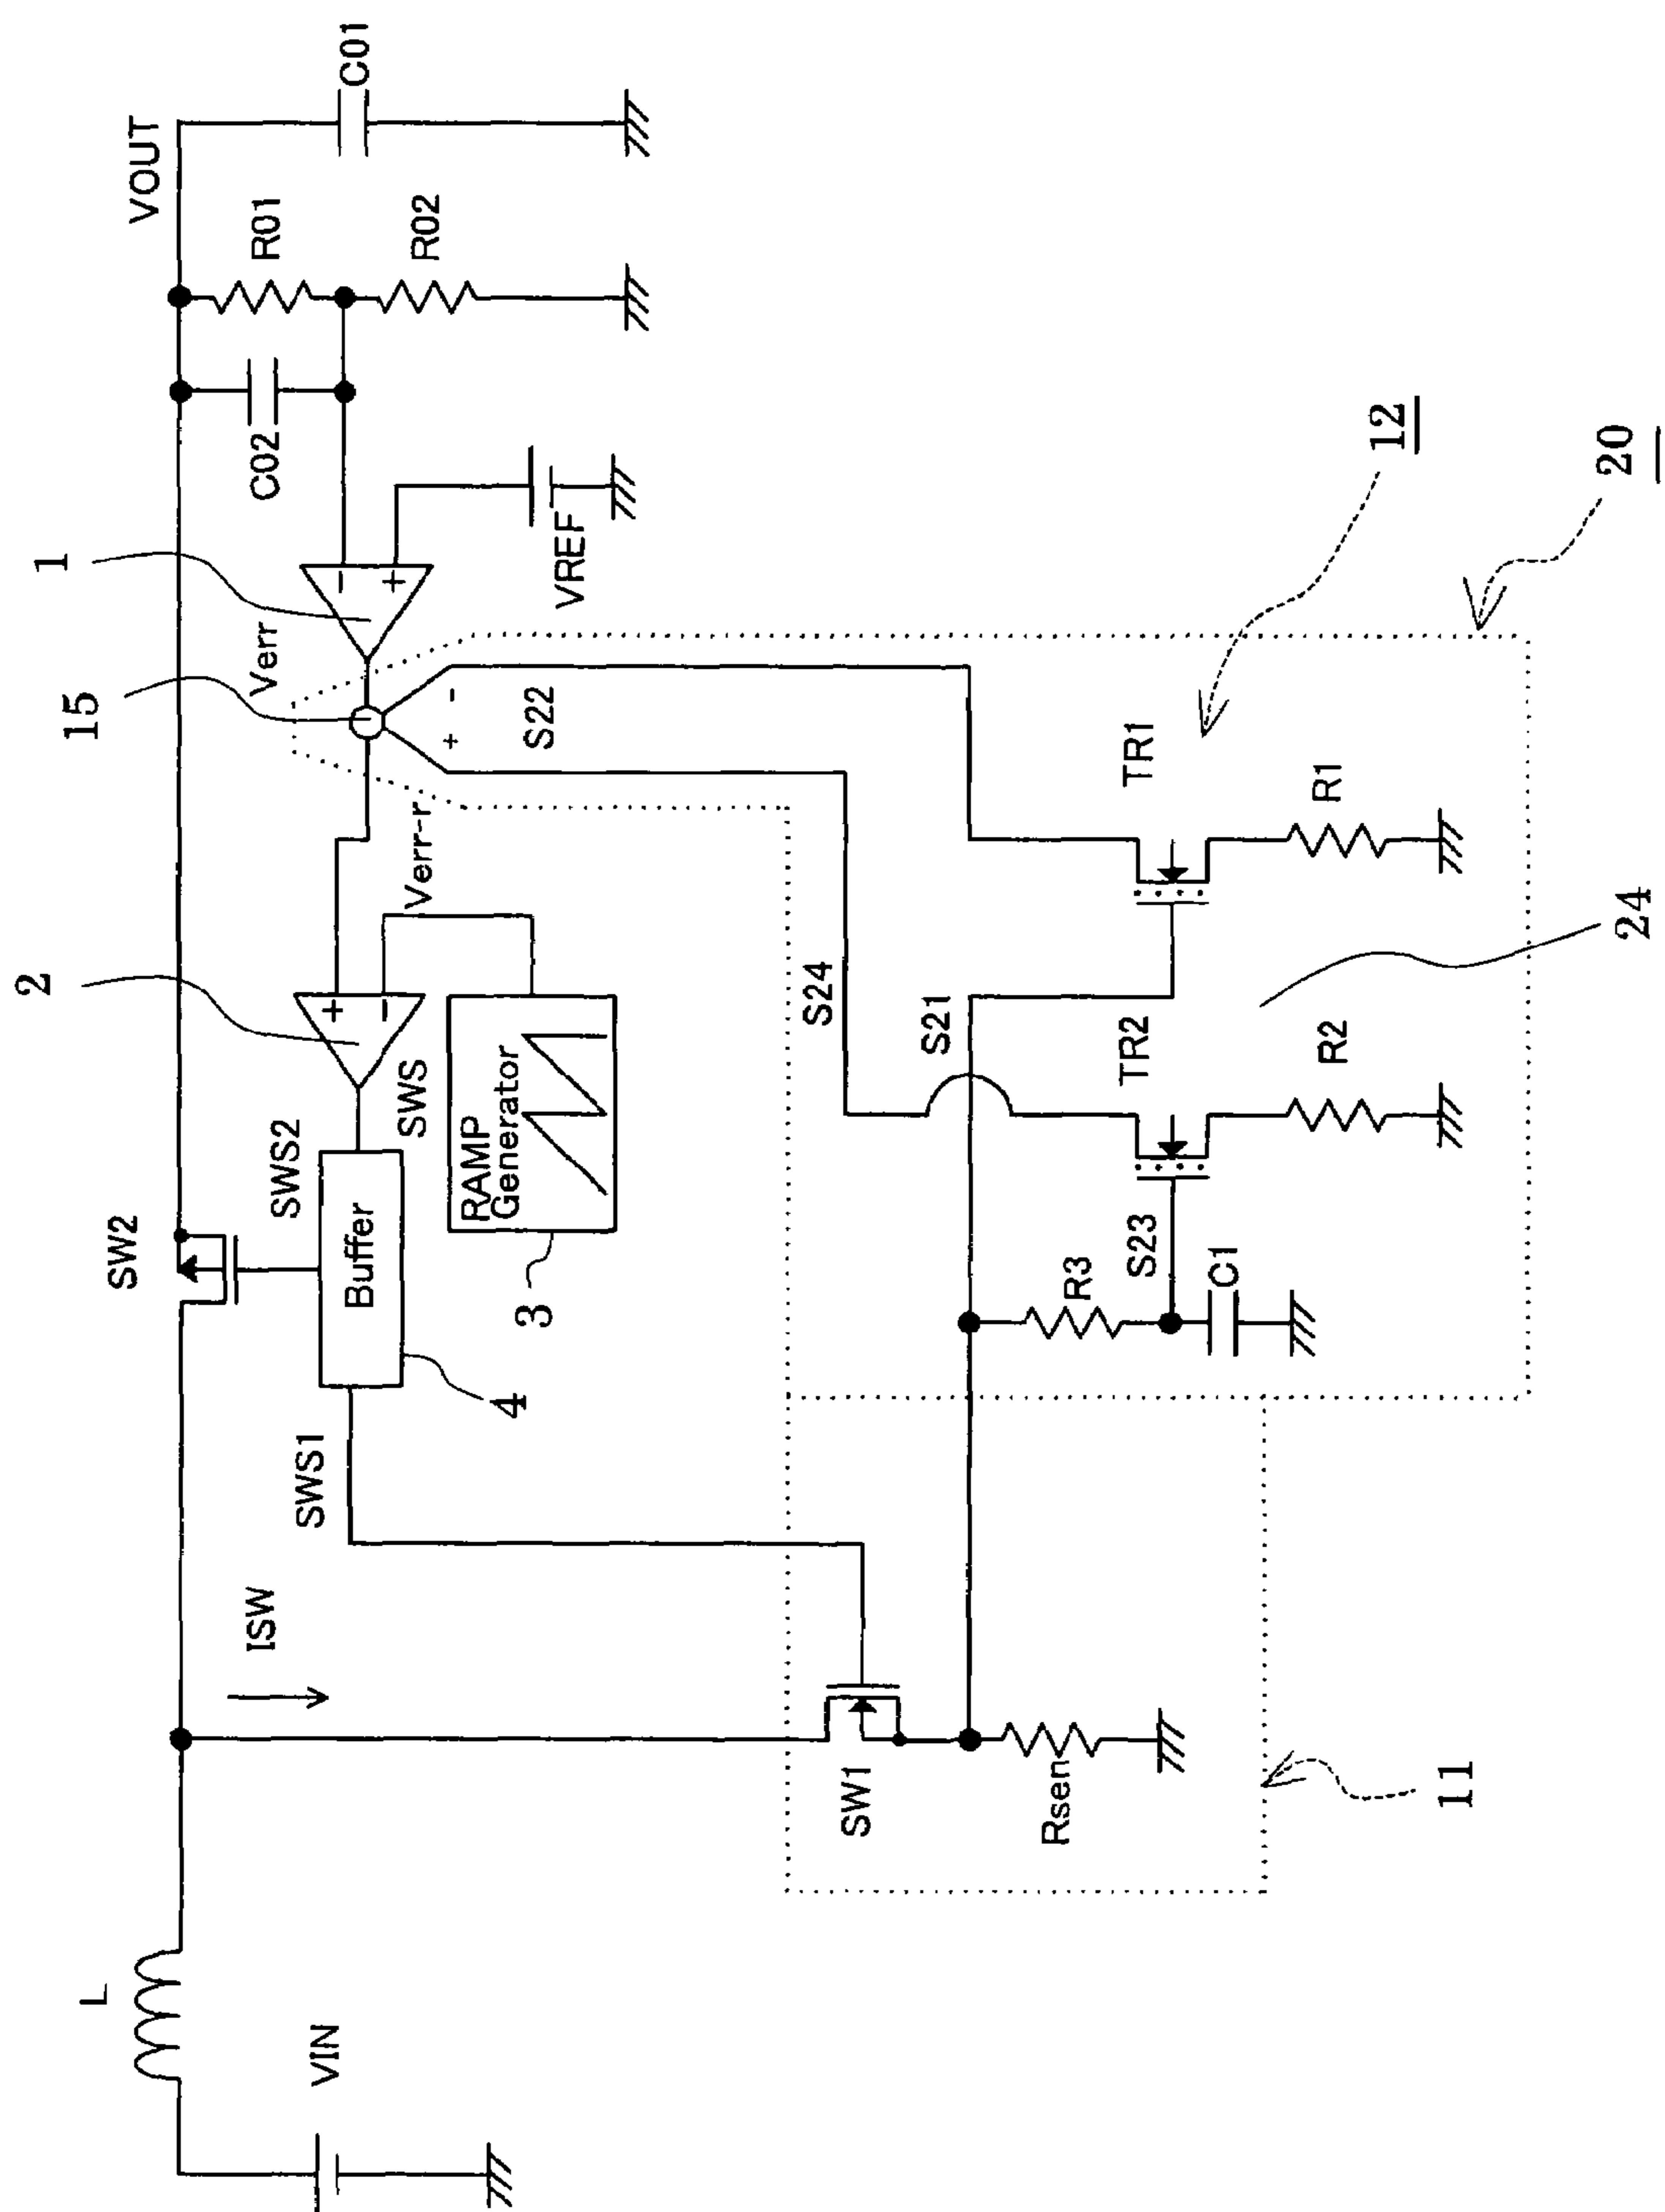 L
VIN
ISW
SW1
Rsen
11
SWS1
SW2
SWS2
Buffer
4
SWS
RAMP
Generator
3
2
+
-
Verr-r
15
Verr
1
-
+
VREF
C02
VOUT
R01
R02
C01
+
-
S22
S24
S21
S23
R3
C1
TR2
R2
TR1
R1
24
12
20